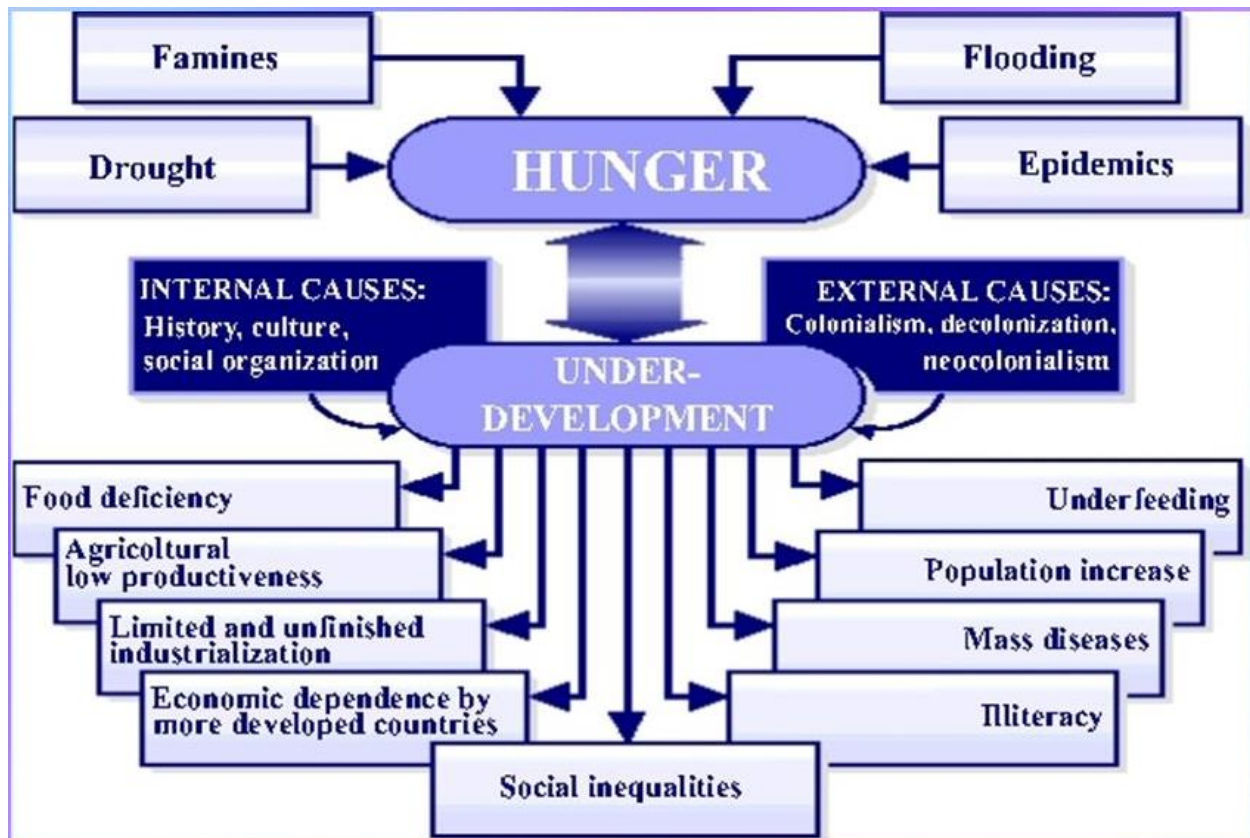 Famines
Flooding
Drought
HUNGER
Epidemics
INTERNAL CAUSES:
History, culture,
social organization
EXTERNAL CAUSES:
Colonialism, decolonization,
neocolonialism
UNDER-
DEVELOPMENT
Food deficiency
Underfeeding
Agricoltural
low productiveness
Population increase
Limited and unfinished
industrialization
Mass diseases
Economic dependence by
more developed countries
Illiteracy
Social inequalities